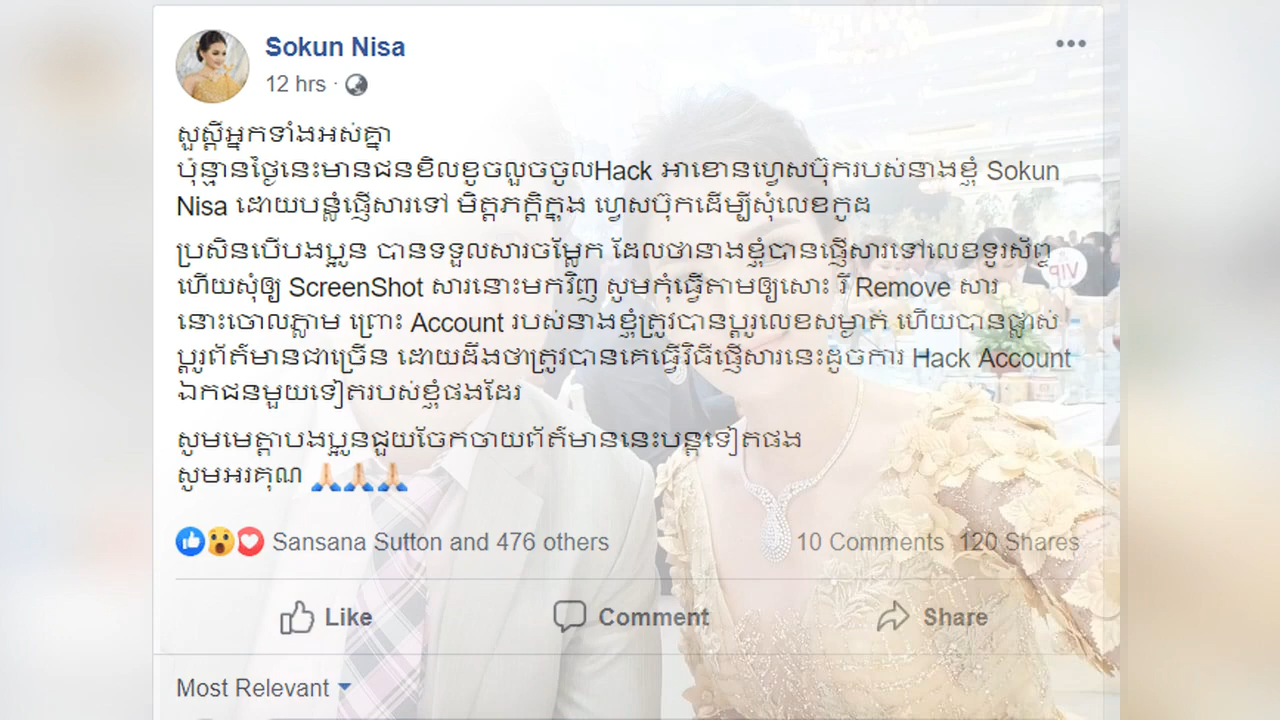 Sokun Nisa
12 hrs ·
សួស្តីអ្នកទាំងអស់គ្នា
ប៉ុន្មានថ្ងៃនេះមានជនខិលខូចលួចចូលHack អាខោនហ្វេសប៊ុករបស់នាងខ្ញុំ Sokun
Nisa ដោយបន្លំផ្ញើសារទៅ មិត្តភក្តិក្នុង ហ្វេសប៊ុកដើម្បីសុំលេខកូដ
ប្រសិនបើបងប្អូន បានទទួលសារចម្លែក ដែលថានាងខ្ញុំបានផ្ញើសារទៅលេខទូរស័ព្ទ
ហើយសុំឲ្យ ScreenShot សារនោះមកវិញ សូមកុំធ្វើតាមឲ្យសោះ រឺ Remove សារ
នោះចោលភ្លាម ព្រោះ Account របស់នាងខ្ញុំត្រូវបានប្តូរលេខសម្ងាត់ ហើយបានផ្លាស់
ប្តូរព័ត៌មានជាច្រើន ដោយដឹងថាត្រូវបានគេធ្វើវិធីផ្ញើសារនេះដូចការ Hack Account
ឯកជនមួយទៀតរបស់ខ្ញុំផងដែរ
សូមមេត្តាបងប្អូនជួយចែកចាយព័ត៌មាននេះបន្តទៀតផង
សូមអរគុណ 🙏🏻🙏🏻🙏🏻
Sansana Sutton and 476 others
10 Comments 120 Shares
Like Comment Share
Most Relevant
VIP